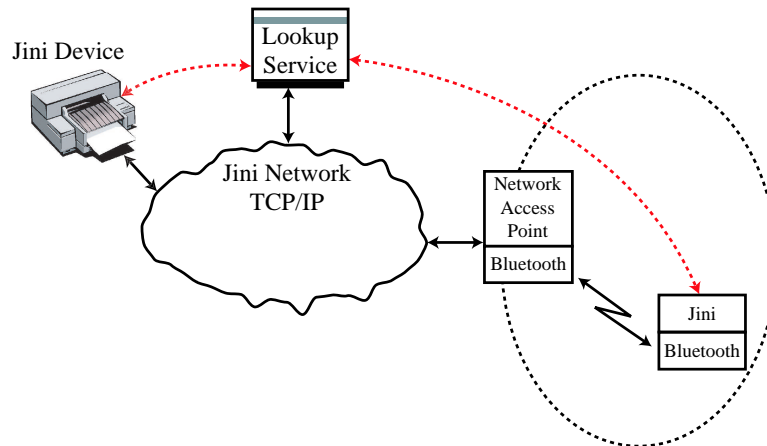 Jini Device
Lookup
Service
Jini Network
TCP/IP
Network
Access
Point
Bluetooth
Jini
Bluetooth